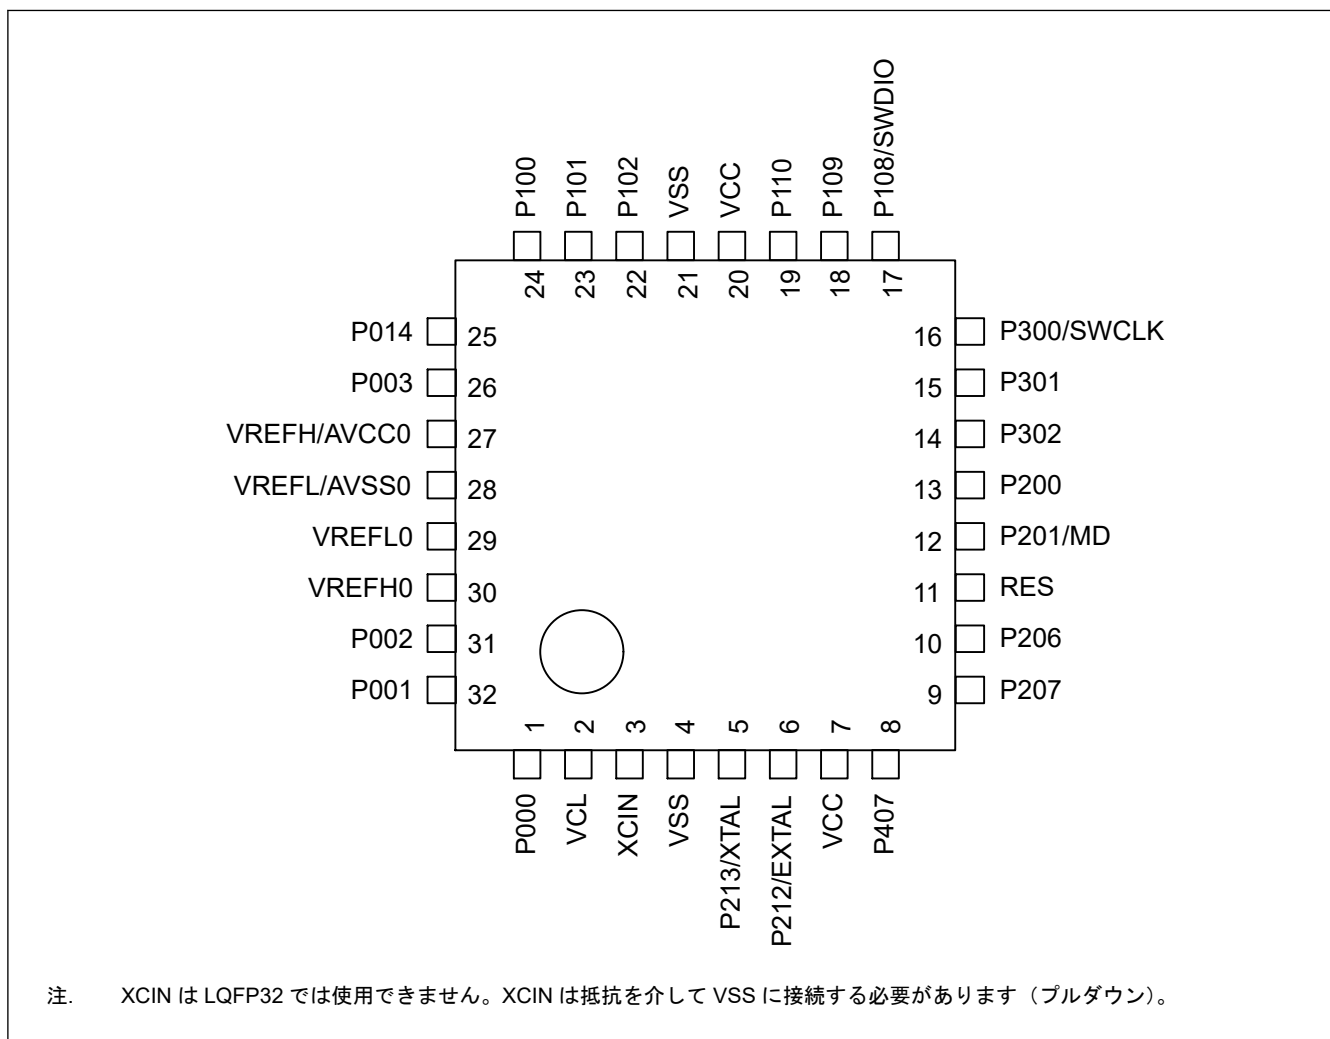 P100
P101
P102
VSS
VCC
P110
P109
P108/SWDIO
24
23
22
21
20
19
18
17
P014 25
P003 26
VREFH/AVCC0 27
VREFL/AVSS0 28
VREFL0 29
VREFH0 30
P002 31
P001 32
16 P300/SWCLK
15 P301
14 P302
13 P200
12 P201/MD
11 RES
10 P206
9 P207
1
2
3
4
5
6
7
8
P000
VCL
XCIN
VSS
P213/XTAL
P212/EXTAL
VCC
P407
注. XCIN は LQFP32 では使用できません。XCIN は抵抗を介して VSS に接続する必要があります（プルダウン）。